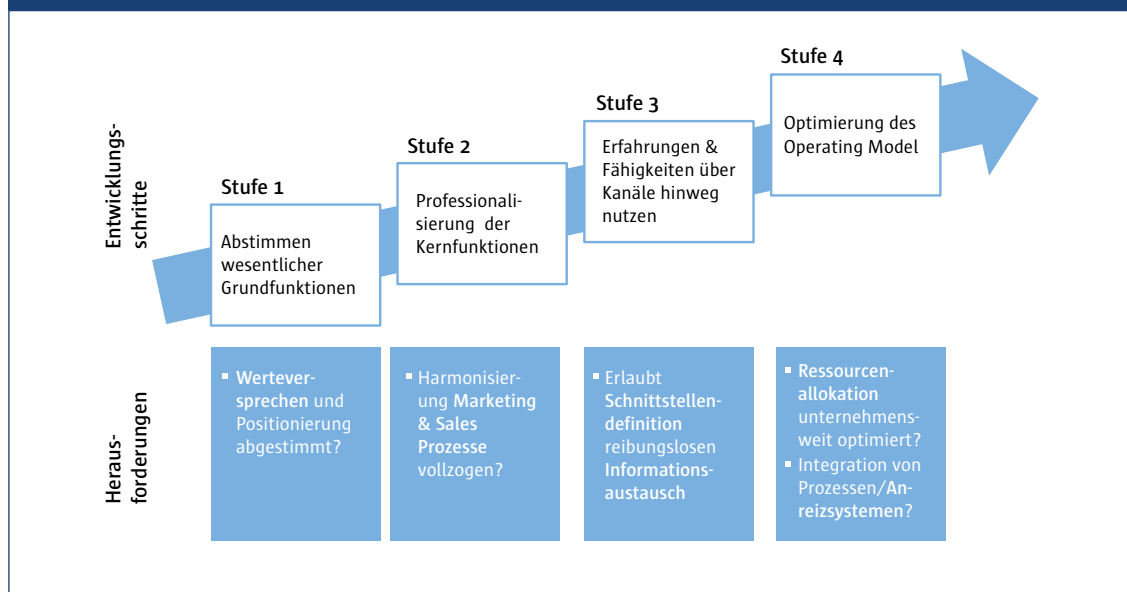 Entwicklungs-
schritte
Stufe 1
Abstimmen
wesentlicher
Grundfunktionen
Stufe 2
Professionali-
sierung der
Kernfunktionen
Stufe 3
Erfahrungen &
Fähigkeiten über
Kanäle hinweg
nutzen
Stufe 4
Optimierung des
Operating Model
Heraus-
forderungen
▪ Werte­ver-
sprechen und
Positionierung
abgestimmt?
▪ Harmonisier-
ung Marketing
& Sales
Prozesse
vollzogen?
▪ Erlaubt
Schnittstellen-
definition
reibungslosen
Informations-
austausch
▪ Ressourcen-
allokation
unternehmens-
weit optimiert?
▪ Integration von
Prozessen/An-
reizsystemen?